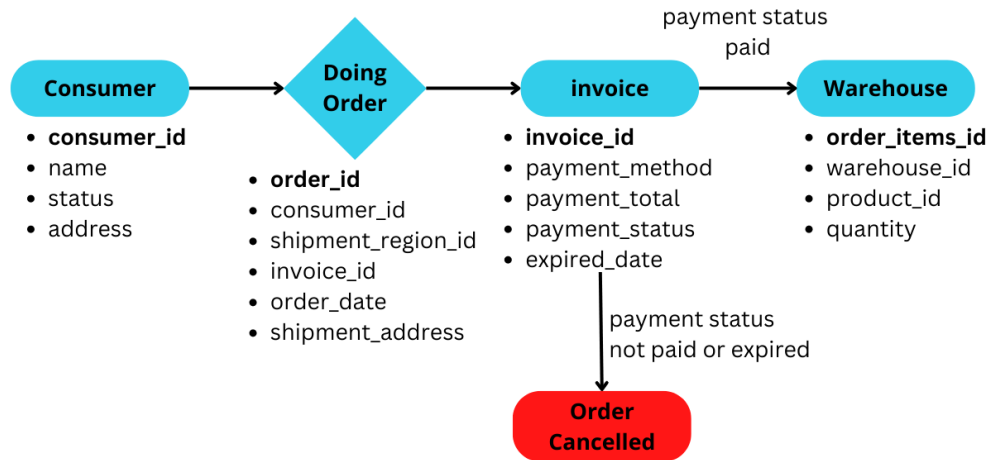 payment status
paid
Consumer
Doing
Order
invoice
Warehouse
• consumer_id
• name
• status
• address
• order_id
• consumer_id
• shipment_region_id
• invoice_id
• order_date
• shipment_address
• invoice_id
• payment_method
• payment_total
• payment_status
• expired_date
• order_items_id
• warehouse_id
• product_id
• quantity
payment status
not paid or expired
Order
Cancelled